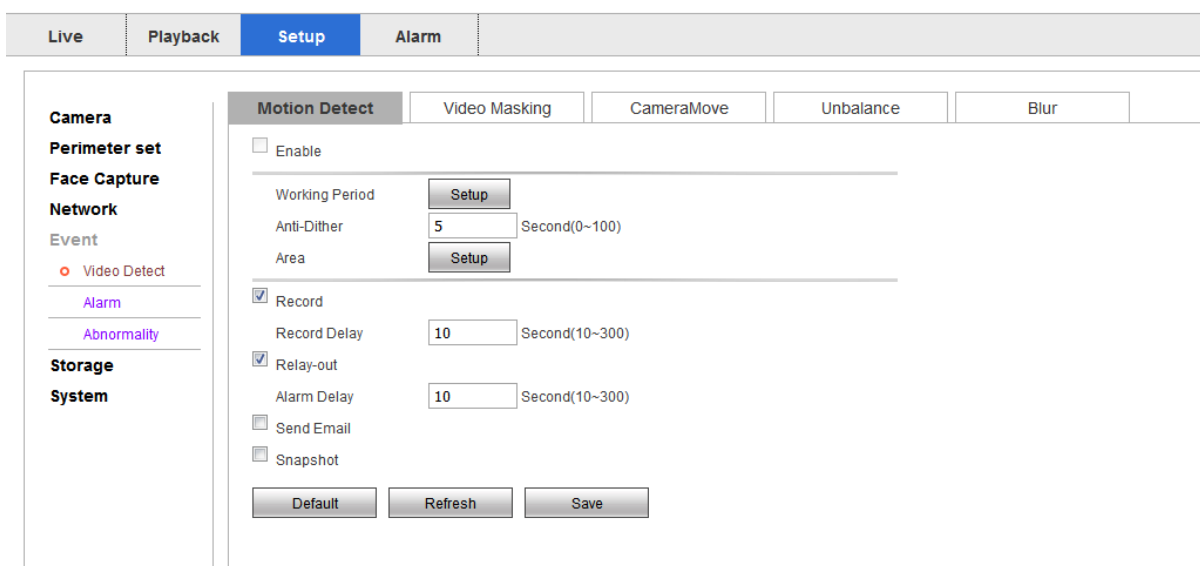 Live Playback Setup Alarm
Camera
Perimeter set
Face Capture
Network
Event
Video Detect
Alarm
Abnormality
Storage
System
Motion Detect Video Masking CameraMove Unbalance Blur
Enable
Working Period Setup
Anti-Dither 5 Second(0~100)
Area Setup
Record
Record Delay 10 Second(10~300)
Relay-out
Alarm Delay 10 Second(10~300)
Send Email
Snapshot
Default Refresh Save